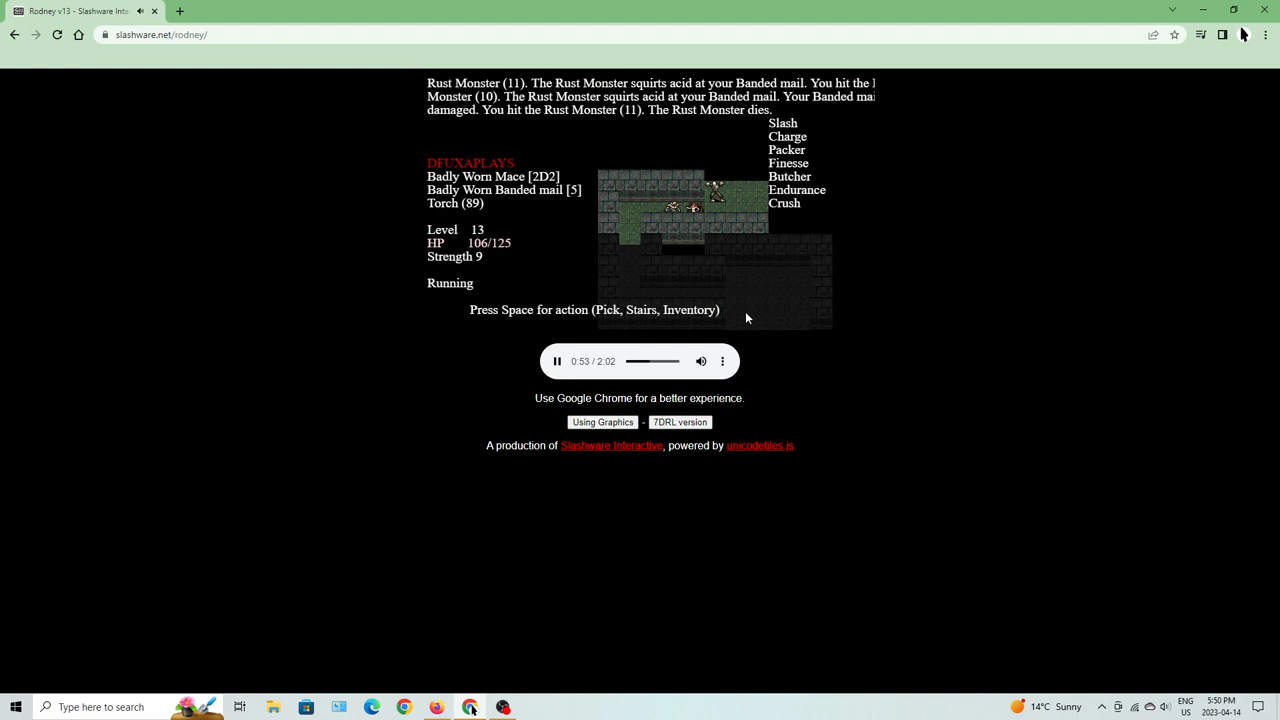 Rodney v13 - Slashware Inte
slashware.net/rodney/
Rust Monster (11). The Rust Monster squirts acid at your Banded mail. You hit the
Monster (10). The Rust Monster squirts acid at your Banded mail. Your Banded mai
damaged. You hit the Rust Monster (11). The Rust Monster dies.
Slash
Charge
Packer
Finesse
Butcher
Endurance
Crush
DFUXAPLAYS
Badly Worn Mace [2D2]
Badly Worn Banded mail [5]
Torch (89)
Level 13
HP 106/125
Strength 9
Running
Press Space for action (Pick, Stairs, Inventory)
0:53 / 2:02
Use Google Chrome for a better experience.
Using Graphics - 7DRL version
A production of Slashware Interactive, powered by unicodetiles.js
Type here to search
14°C Sunny
ENG
US
5:50 PM
2023-04-14